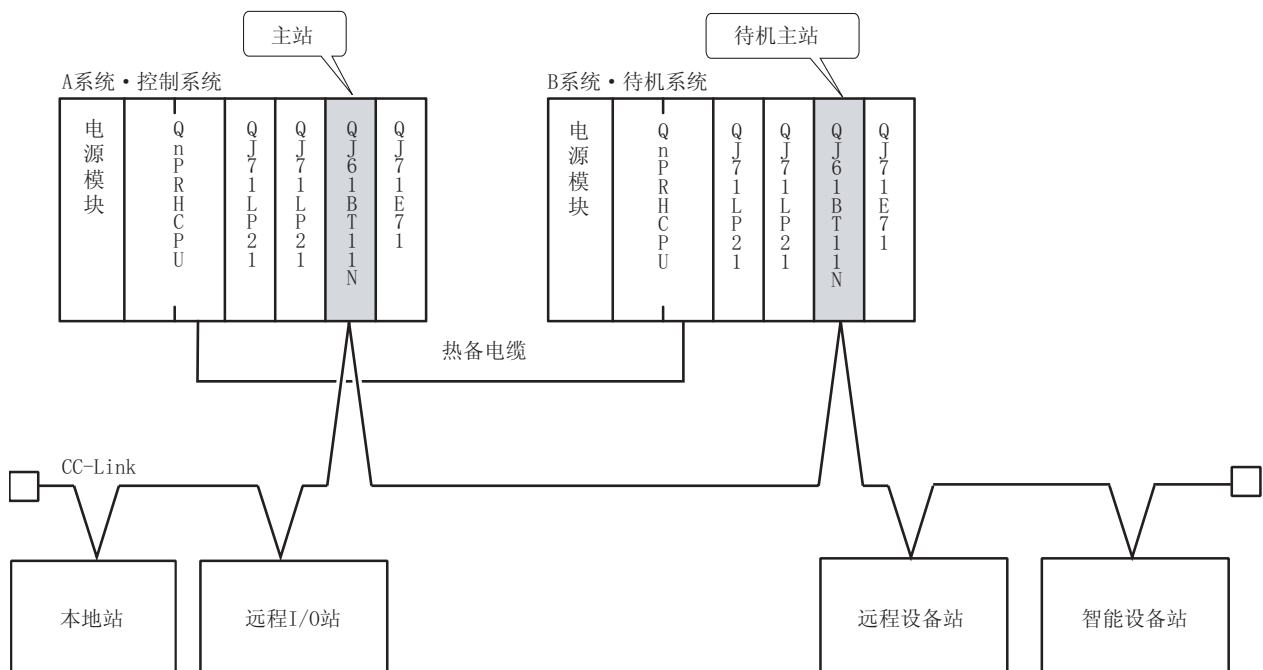 主站
待机主站
A系统·控制系统
B系统·待机系统
电源模块
QnPRHCPU
QJ71LP21
QJ71LP21
QJ61BT11N
QJ71E71
电源模块
QnPRHCPU
QJ71LP21
QJ71LP21
QJ61BT11N
QJ71E71
热备电缆
CC-Link
本地站
远程I/O站
远程设备站
智能设备站